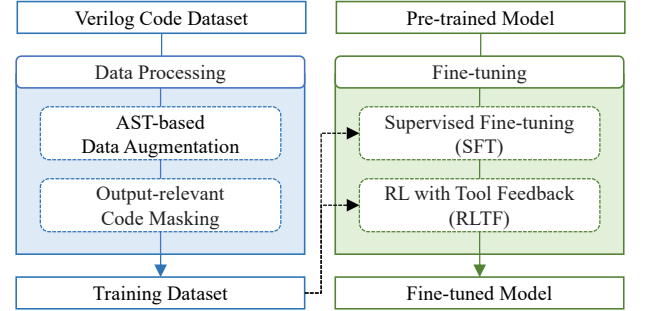 Verilog Code Dataset
Data Processing
AST-based
Data Augmentation
Output-relevant
Code Masking
Training Dataset
Pre-trained Model
Fine-tuning
Supervised Fine-tuning
(SFT)
RL with Tool Feedback
(RLTF)
Fine-tuned Model